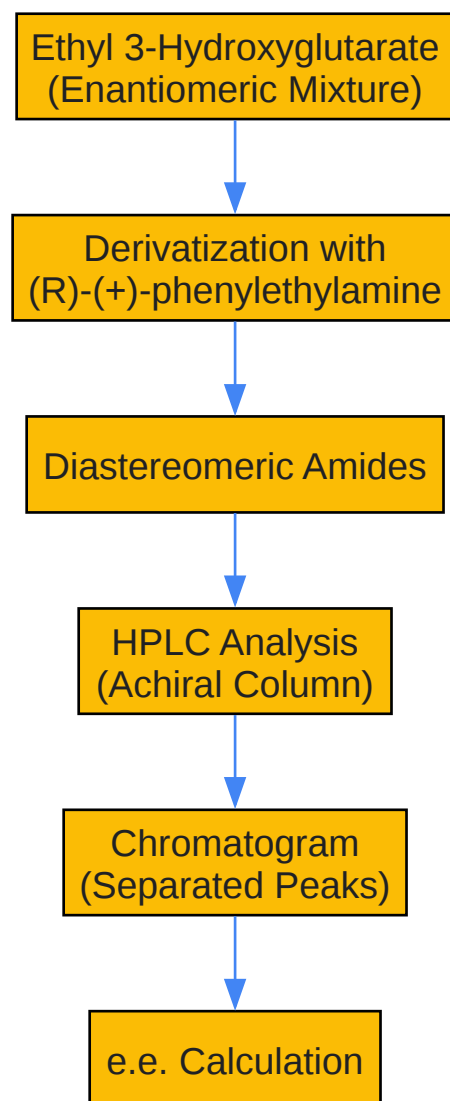 Ethyl 3-Hydroxyglutarate
(Enantiomeric Mixture)
Derivatization with
(R)-(+)-phenylethylamine
Diastereomeric Amides
HPLC Analysis
(Achiral Column)
Chromatogram
(Separated Peaks)
e.e. Calculation